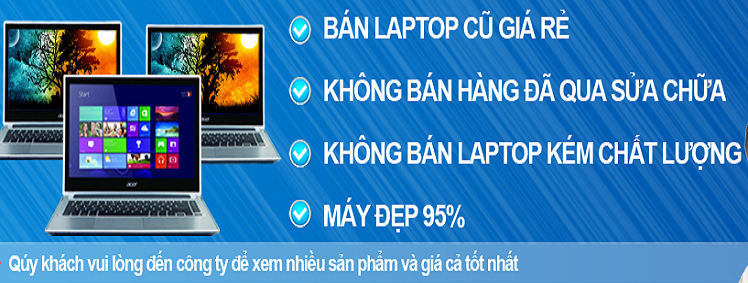 BÁN LAPTOP CŨ GIÁ RẺ
KHÔNG BÁN HÀNG ĐÃ QUA SỬA CHỮA
KHÔNG BÁN LAPTOP KÉM CHẤT LƯỢNG
MÁY ĐẸP 95%
Qúy khách vui lòng đến công ty để xem nhiều sản phẩm và giá cả tốt nhất
Start
acer